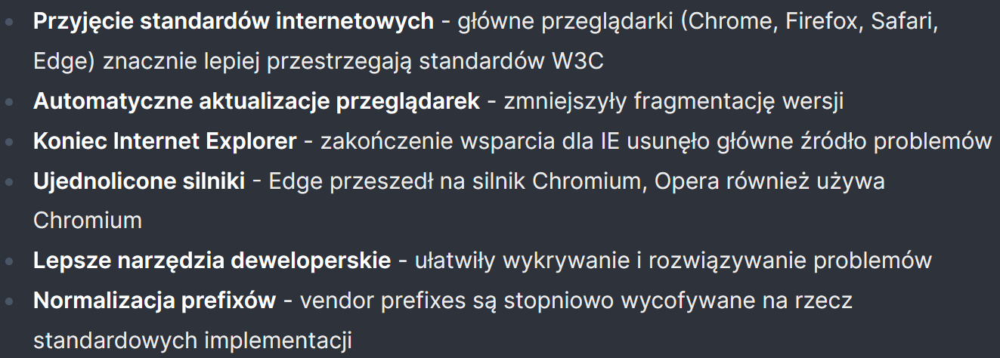 Przyjęcie standardów internetowych - główne przeglądarki (Chrome, Firefox, Safari,
Edge) znacznie lepiej przestrzegają standardów W3C
Automatyczne aktualizacje przeglądarek - zmniejszyły fragmentację wersji
Koniec Internet Explorer - zakończenie wsparcia dla IE usunęło główne źródło problemów
Ujednolicone silniki - Edge przeszedł na silnik Chromium, Opera również używa
Chromium
Lepsze narzędzia deweloperskie - ułatwiły wykrywanie i rozwiązywanie problemów
Normalizacja prefixów - vendor prefixes są stopniowo wycofywane na rzecz
standardowych implementacji